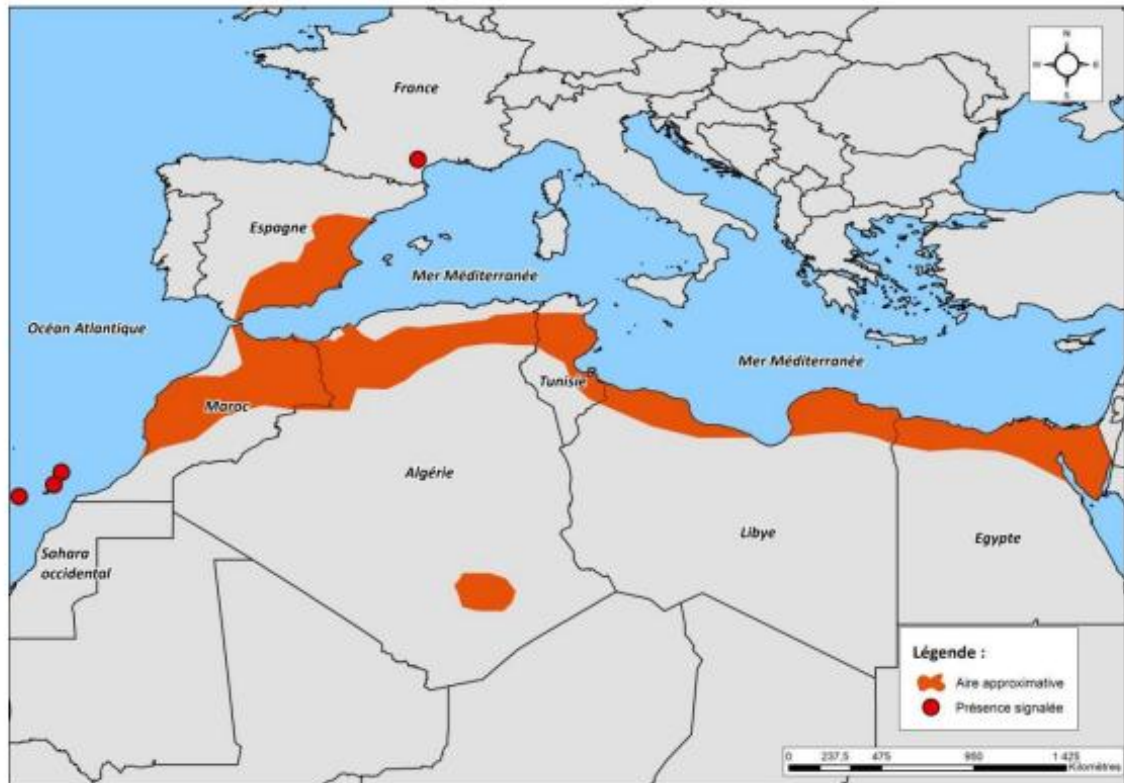 N
W
E
S
France
Espagne
Mer Méditerranée
Océan Atlantique
Mer Méditerranée
Tunisie
Maroc
Algérie
Libye
Egypte
Sahara
occidental
Légende :
Aire approximative
Présence signalée
0 237,5 475 950 1 425
Kilomètres